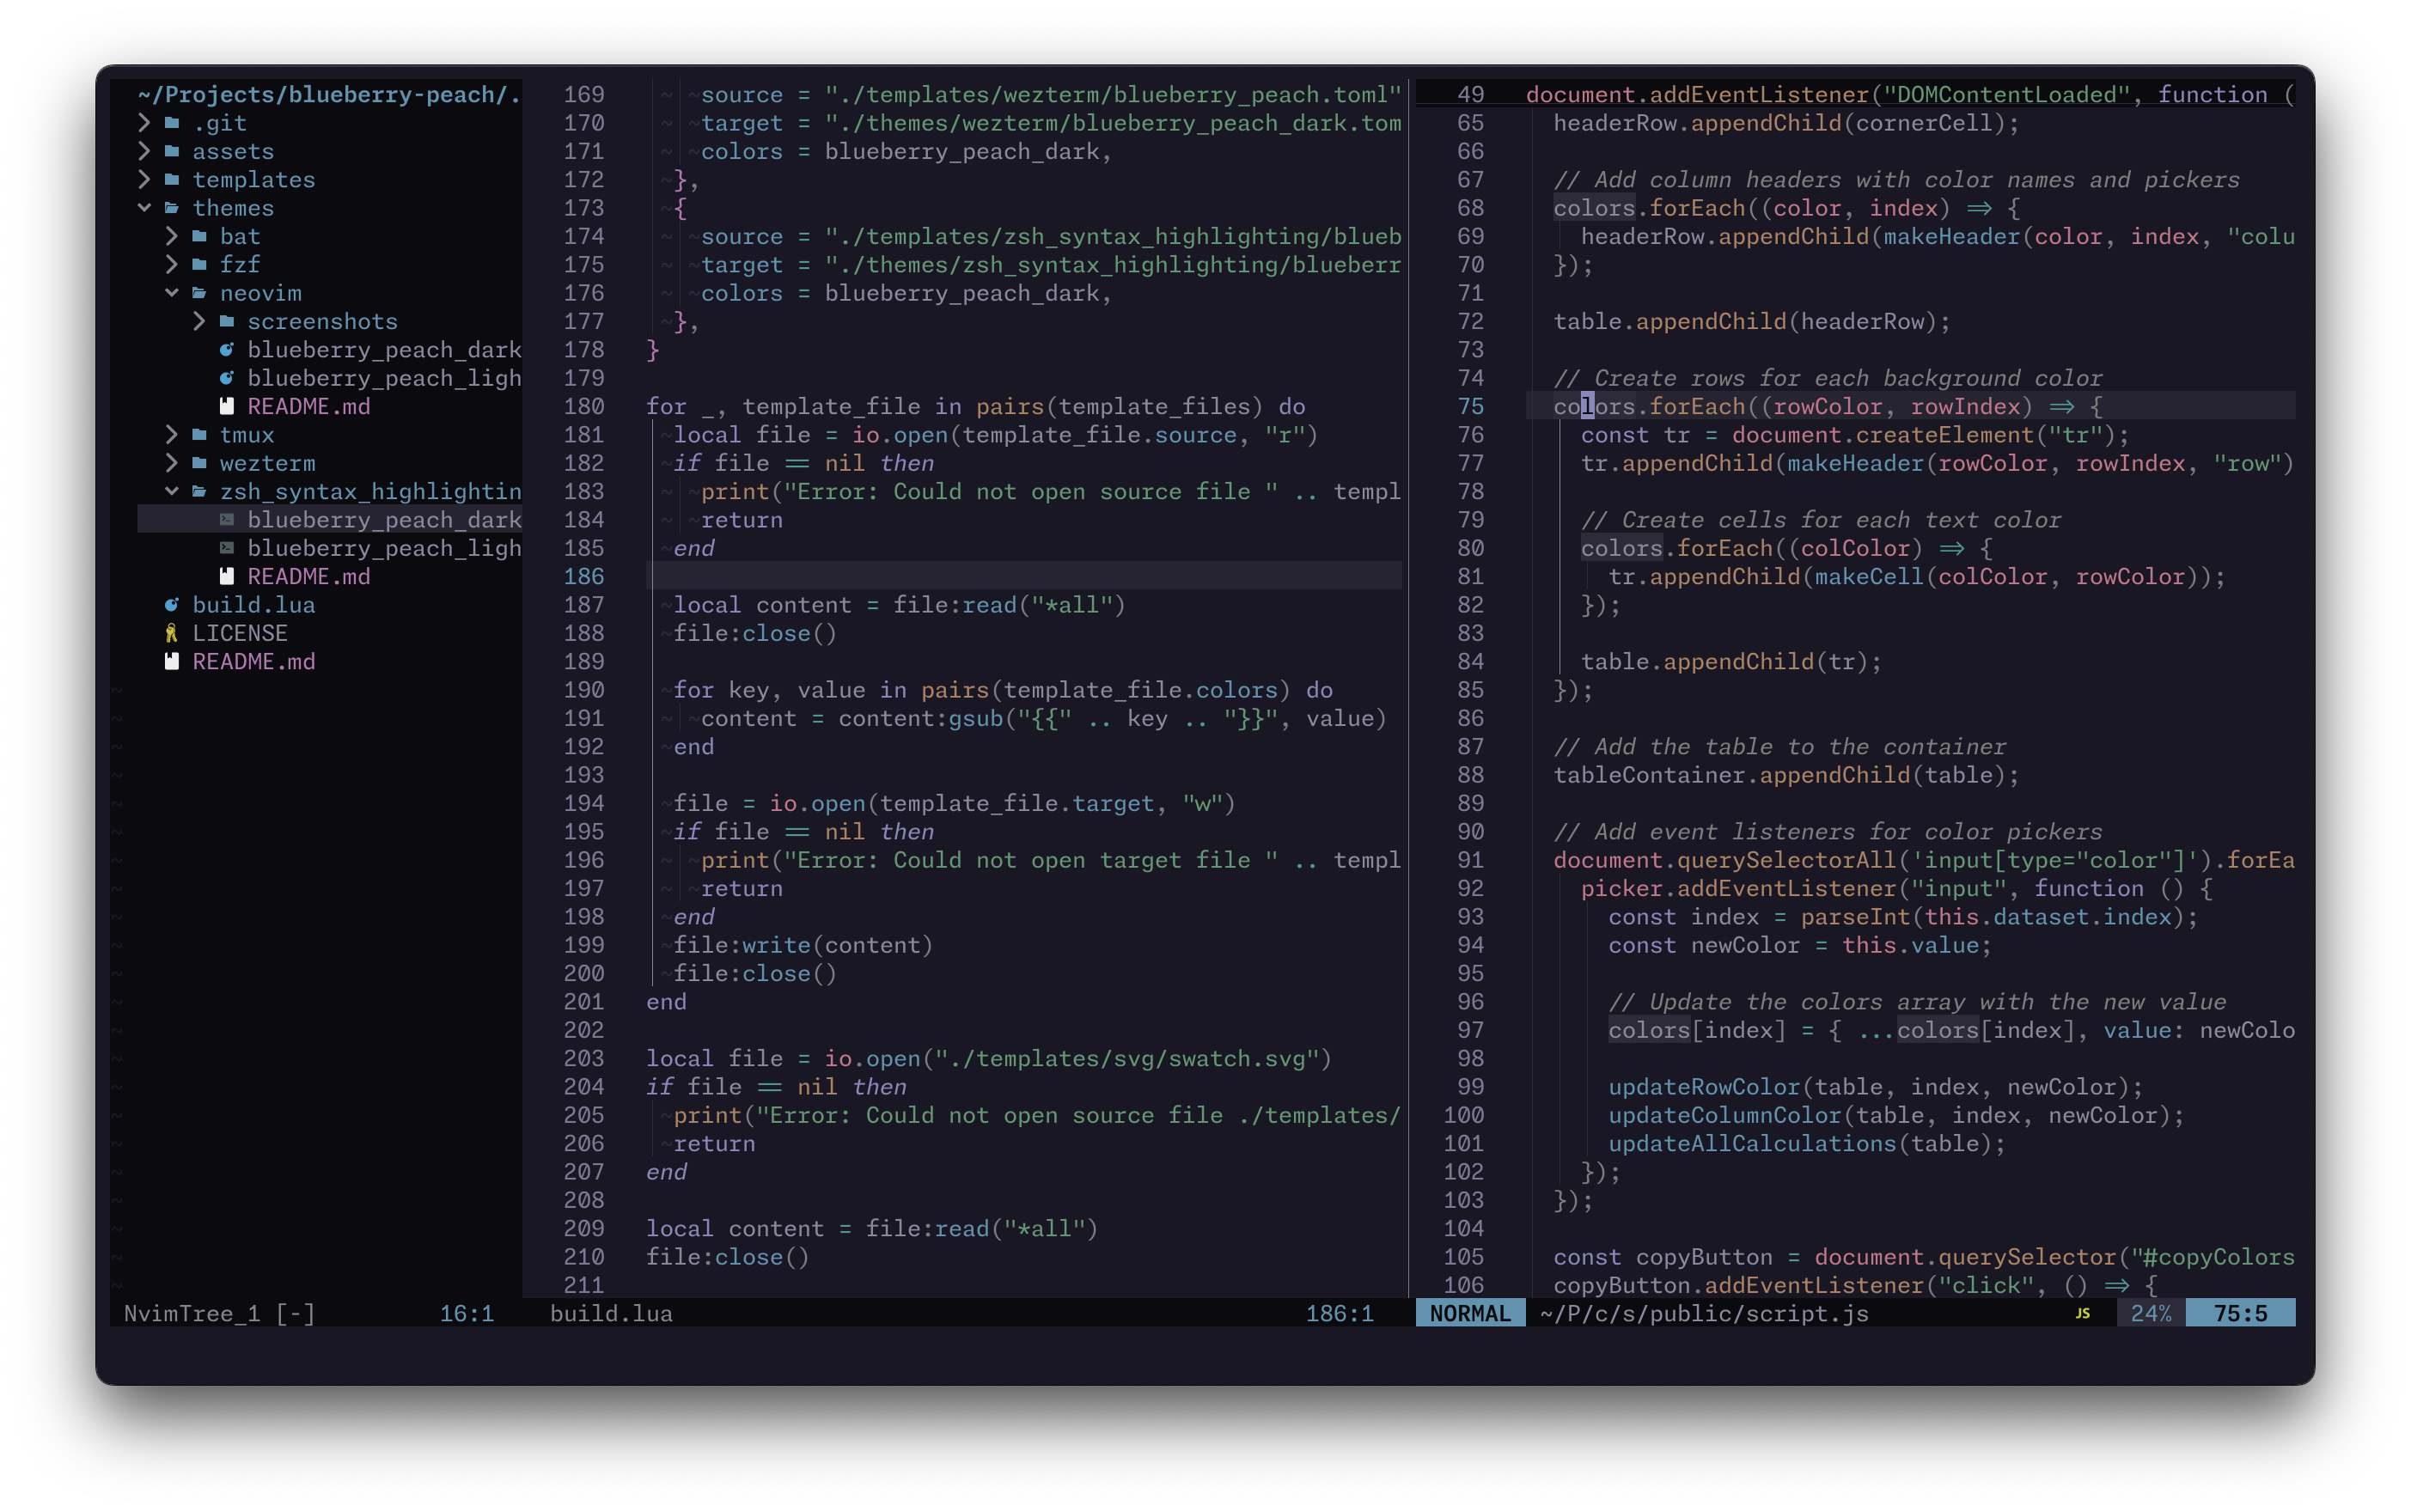 ~/Projects/blueberry-peach/.
.git
assets
templates
themes
bat
fzf
neovim
screenshots
blueberry_peach_dark
blueberry_peach_ligh
README.md
tmux
wezterm
zsh_syntax_highlightin
blueberry_peach_dark
blueberry_peach_ligh
README.md
build.lua
LICENSE
README.md
NvimTree_1 [-] 16:1
169 source = "./templates/wezterm/blueberry_peach.toml"
170 target = "./themes/wezterm/blueberry_peach_dark.tom
171 colors = blueberry_peach_dark,
172 },
173 {
174 source = "./templates/zsh_syntax_highlighting/blueb
175 target = "./themes/zsh_syntax_highlighting/blueberr
176 colors = blueberry_peach_dark,
177 },
178 }
179
180 for _, template_file in pairs(template_files) do
181 local file = io.open(template_file.source, "r")
182 if file == nil then
183 print("Error: Could not open source file " .. templ
184 return
185 end
186
187 local content = file:read("*all")
188 file:close()
189
190 for key, value in pairs(template_file.colors) do
191 content = content:gsub("{{" .. key .. "}}", value)
192 end
193
194 file = io.open(template_file.target, "w")
195 if file == nil then
196 print("Error: Could not open target file " .. templ
197 return
198 end
199 file:write(content)
200 file:close()
201 end
202
203 local file = io.open("./templates/svg/swatch.svg")
204 if file == nil then
205 print("Error: Could not open source file ./templates/
206 return
207 end
208
209 local content = file:read("*all")
210 file:close()
211
build.lua 186:1
49 document.addEventListener("DOMContentLoaded", function (
65 headerRow.appendChild(cornerCell);
66
67 // Add column headers with color names and pickers
68 colors.forEach((color, index) => {
69 headerRow.appendChild(makeHeader(color, index, "colu
70 });
71
72 table.appendChild(headerRow);
73
74 // Create rows for each background color
75 colors.forEach((rowColor, rowIndex) => {
76 const tr = document.createElement("tr");
77 tr.appendChild(makeHeader(rowColor, rowIndex, "row")
78
79 // Create cells for each text color
80 colors.forEach((colColor) => {
81 tr.appendChild(makeCell(colColor, rowColor));
82 });
83
84 table.appendChild(tr);
85 });
86
87 // Add the table to the container
88 tableContainer.appendChild(table);
89
90 // Add event listeners for color pickers
91 document.querySelectorAll('input[type="color"]').forEa
92 picker.addEventListener("input", function () {
93 const index = parseInt(this.dataset.index);
94 const newColor = this.value;
95
96 // Update the colors array with the new value
97 colors[index] = { ...colors[index], value: newColo
98
99 updateRowColor(table, index, newColor);
100 updateColumnColor(table, index, newColor);
101 updateAllCalculations(table);
102 });
103 });
104
105 const copyButton = document.querySelector("#copyColors
106 copyButton.addEventListener("click", () => {
NORMAL ~/P/c/s/public/script.js JS 24% 75:5